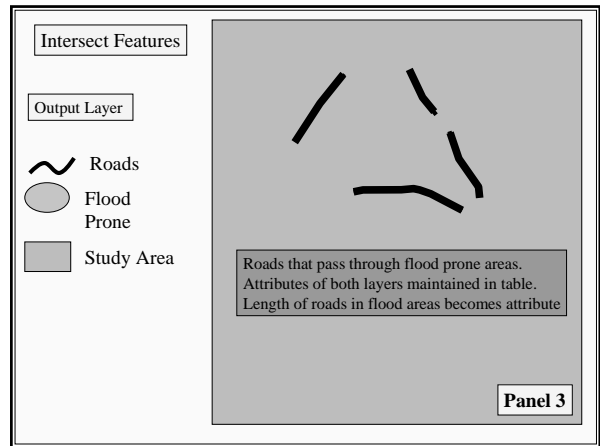 Intersect Features
Output Layer
Roads
Flood
Prone
Study Area
Roads that pass through flood prone areas.
Attributes of both layers maintained in table.
Length of roads in flood areas becomes attribute
Panel 3